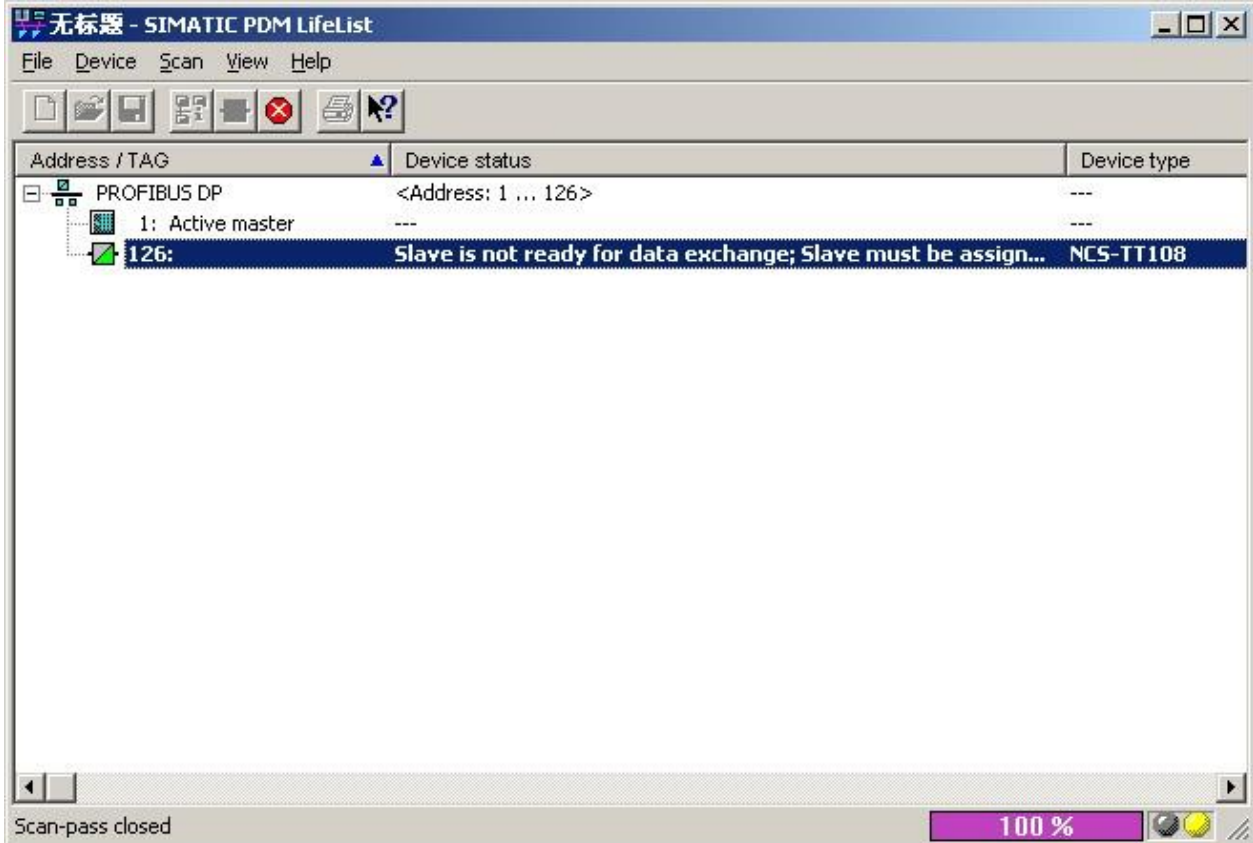 无标题 - SIMATIC PDM LifeList
File Device Scan View Help
Address / TAG Device status Device type
PROFIBUS DP <Address: 1 ... 126> ---
1: Active master --- ---
126: Slave is not ready for data exchange; Slave must be assign... NCS-TT108
Scan-pass closed 100 %